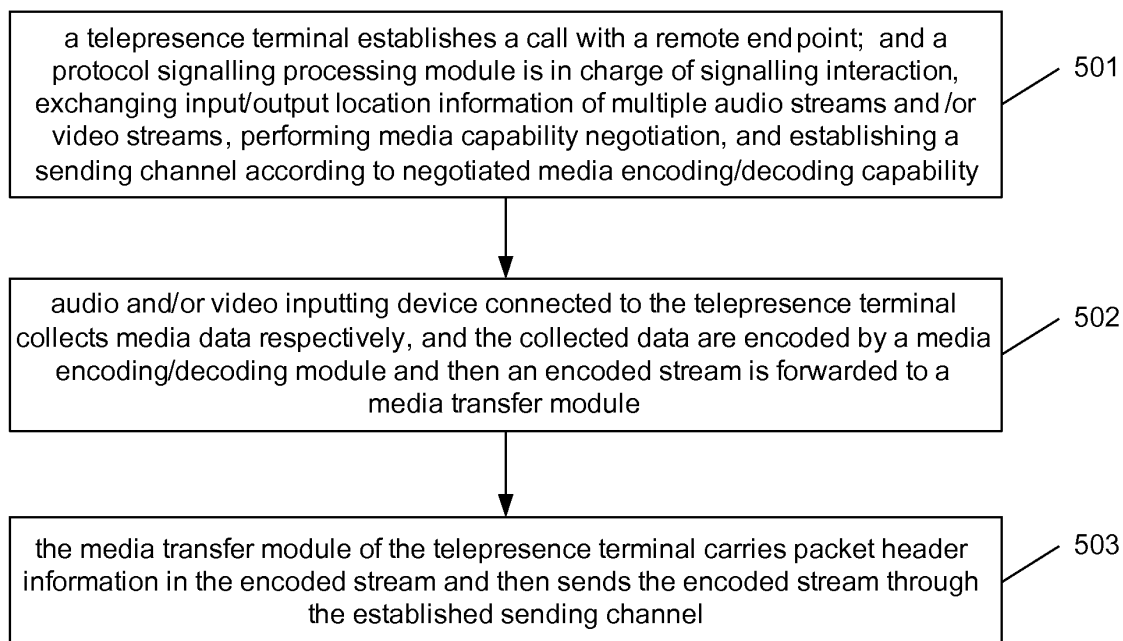 a telepresence terminal establishes a call with a remote endpoint; and a
protocol signalling processing module is in charge of signalling interaction,
exchanging input/output location information of multiple audio streams and/or
video streams, performing media capability negotiation, and establishing a
sending channel according to negotiated media encoding/decoding capability
501
audio and/or video inputting device connected to the telepresence terminal
collects media data respectively, and the collected data are encoded by a media
encoding/decoding module and then an encoded stream is forwarded to a
media transfer module
502
the media transfer module of the telepresence terminal carries packet header
information in the encoded stream and then sends the encoded stream through
the established sending channel
503